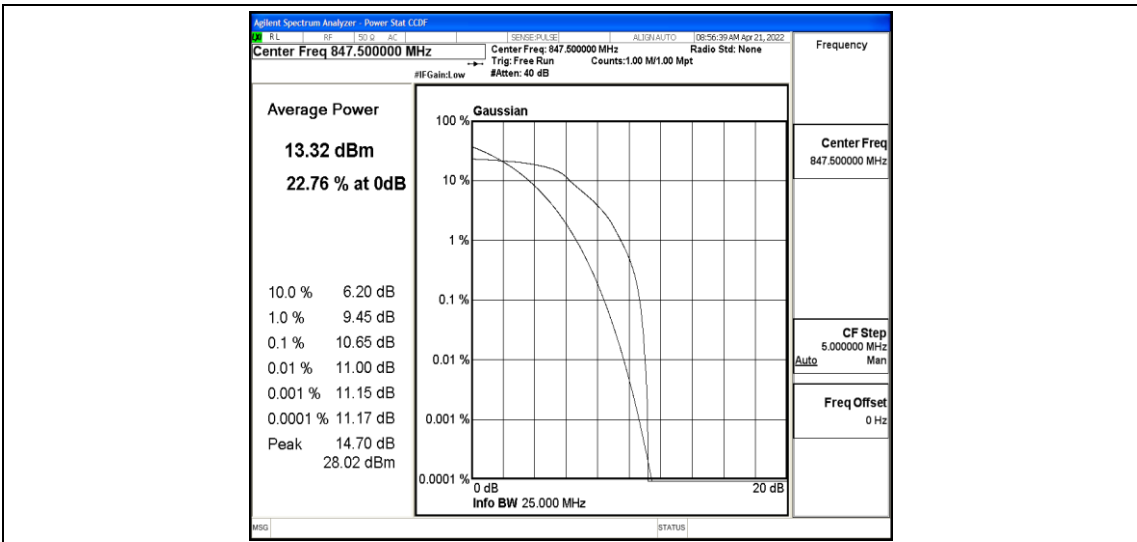 Agilent Spectrum Analyzer - Power Stat CCDF
LXI RL RF 50 Ω AC SENSE:PULSE ALIGNAUTO 08:56:39 AM Apr 21, 2022
Center Freq 847.500000 MHz
Center Freq: 847.500000 MHz Radio Std: None
Trig: Free Run Counts:1.00 M/1.00 Mpt
#IFGain:Low #Atten: 40 dB
Frequency
Average Power
13.32 dBm
22.76 % at 0dB
10.0 % 6.20 dB
1.0 % 9.45 dB
0.1 % 10.65 dB
0.01 % 11.00 dB
0.001 % 11.15 dB
0.0001 % 11.17 dB
Peak 14.70 dB
28.02 dBm
Gaussian
100 %
10 %
1 %
0.1 %
0.01 %
0.001 %
0.0001 %
0 dB 20 dB
Info BW 25.000 MHz
Center Freq
847.500000 MHz
CF Step
5.000000 MHz
Auto Man
Freq Offset
0 Hz
MSG STATUS